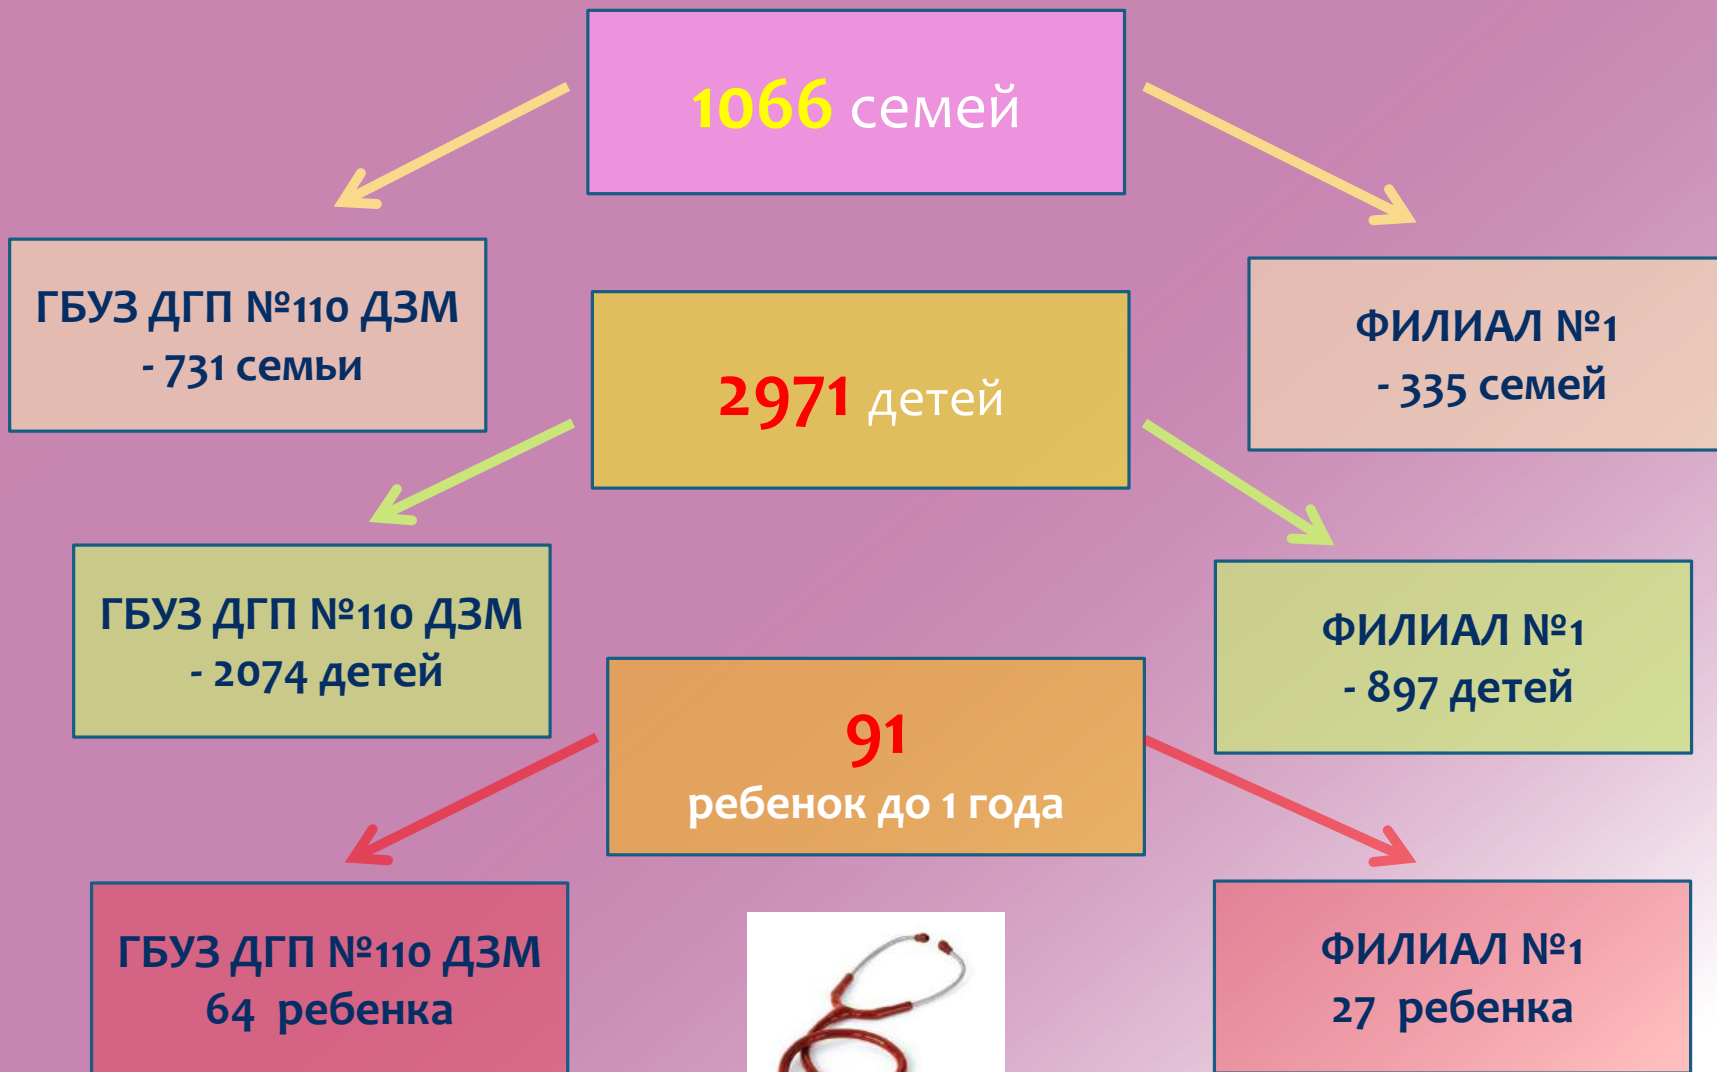 1066 семей
ГБУЗ ДГП №110 ДЗМ
- 731 семьи
ФИЛИАЛ №1
- 335 семей
2971 детей
ГБУЗ ДГП №110 ДЗМ
- 2074 детей
ФИЛИАЛ №1
- 897 детей
91
ребенок до 1 года
ГБУЗ ДГП №110 ДЗМ
64 ребенка
ФИЛИАЛ №1
27 ребенка